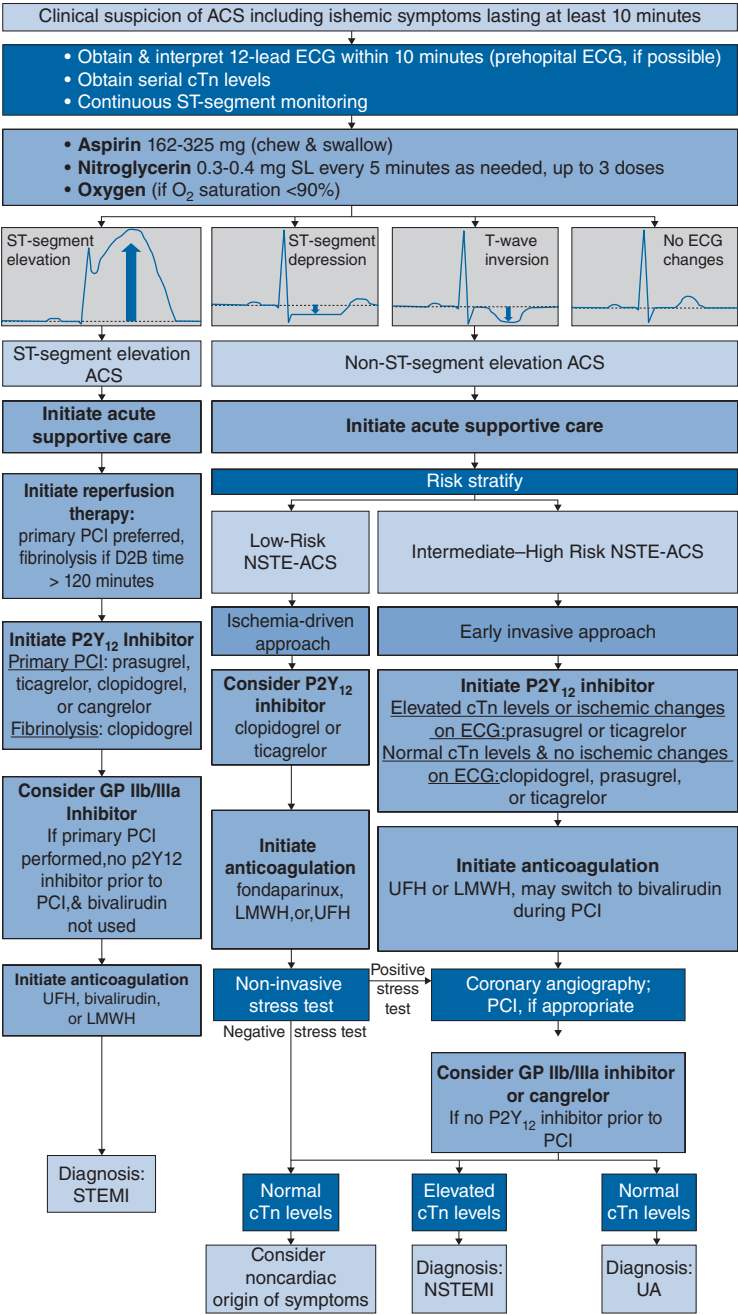 Clinical suspicion of ACS including ishemic symptoms lasting at least 10 minutes
• Obtain & interpret 12-lead ECG within 10 minutes (prehopital ECG, if possible)
• Obtain serial cTn levels
• Continuous ST-segment monitoring
• Aspirin 162-325 mg (chew & swallow)
• Nitroglycerin 0.3-0.4 mg SL every 5 minutes as needed, up to 3 doses
• Oxygen (if O₂ saturation <90%)
ST-segment
elevation
ST-segment
depression
T-wave
inversion
No ECG
changes
ST-segment elevation
ACS
Non-ST-segment elevation ACS
Initiate acute
supportive care
Initiate acute supportive care
Risk stratify
Initiate reperfusion
therapy:
primary PCI preferred,
fibrinolysis if D2B time
> 120 minutes
Low-Risk
NSTE-ACS
Intermediate–High Risk NSTE-ACS
Ischemia-driven
approach
Early invasive approach
Initiate P2Y₁₂ Inhibitor
Primary PCI: prasugrel,
ticagrelor, clopidogrel,
or cangrelor
Fibrinolysis: clopidogrel
Consider P2Y₁₂
inhibitor
clopidogrel or
ticagrelor
Initiate P2Y₁₂ inhibitor
Elevated cTn levels or ischemic changes
on ECG:prasugrel or ticagrelor
Normal cTn levels & no ischemic changes
on ECG:clopidogrel, prasugrel,
or ticagrelor
Consider GP IIb/IIIa
Inhibitor
If primary PCI
performed,no p2Y12
inhibitor prior to
PCI,& bivalirudin
not used
Initiate
anticoagulation
fondaparinux,
LMWH,or,UFH
Initiate anticoagulation
UFH or LMWH, may switch to bivalirudin
during PCI
Initiate anticoagulation
UFH, bivalirudin,
or LMWH
Non-invasive
stress test
Positive
stress
test
Coronary angiography;
PCI, if appropriate
Negative stress test
Consider GP IIb/IIIa inhibitor
or cangrelor
If no P2Y₁₂ inhibitor prior to
PCI
Diagnosis:
STEMI
Normal
cTn levels
Elevated
cTn levels
Normal
cTn levels
Consider
noncardiac
origin of symptoms
Diagnosis:
NSTEMI
Diagnosis:
UA